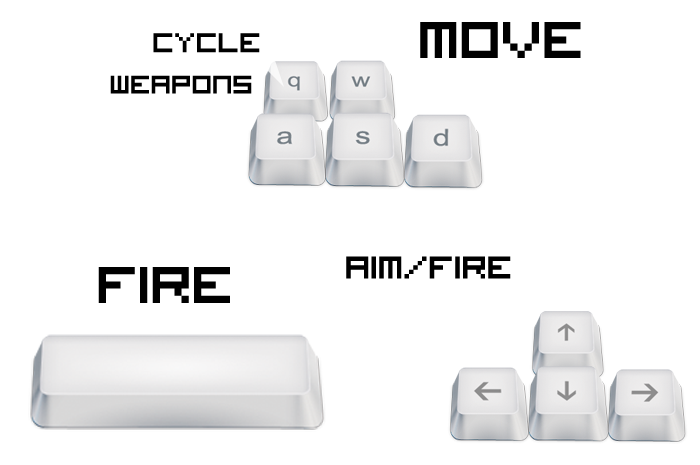 CYCLE
WEAPONS
MOVE
q w
a s d
FIRE
AIM/FIRE
↑
← ↓ →